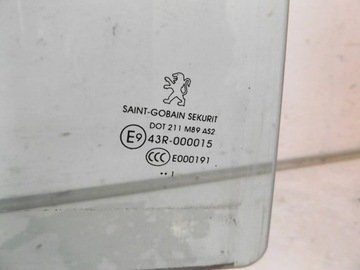 SAINT-GOBAIN SEKURIT
DOT 211 M89 AS2
E9 43R-000015
CCC E000191
.. I